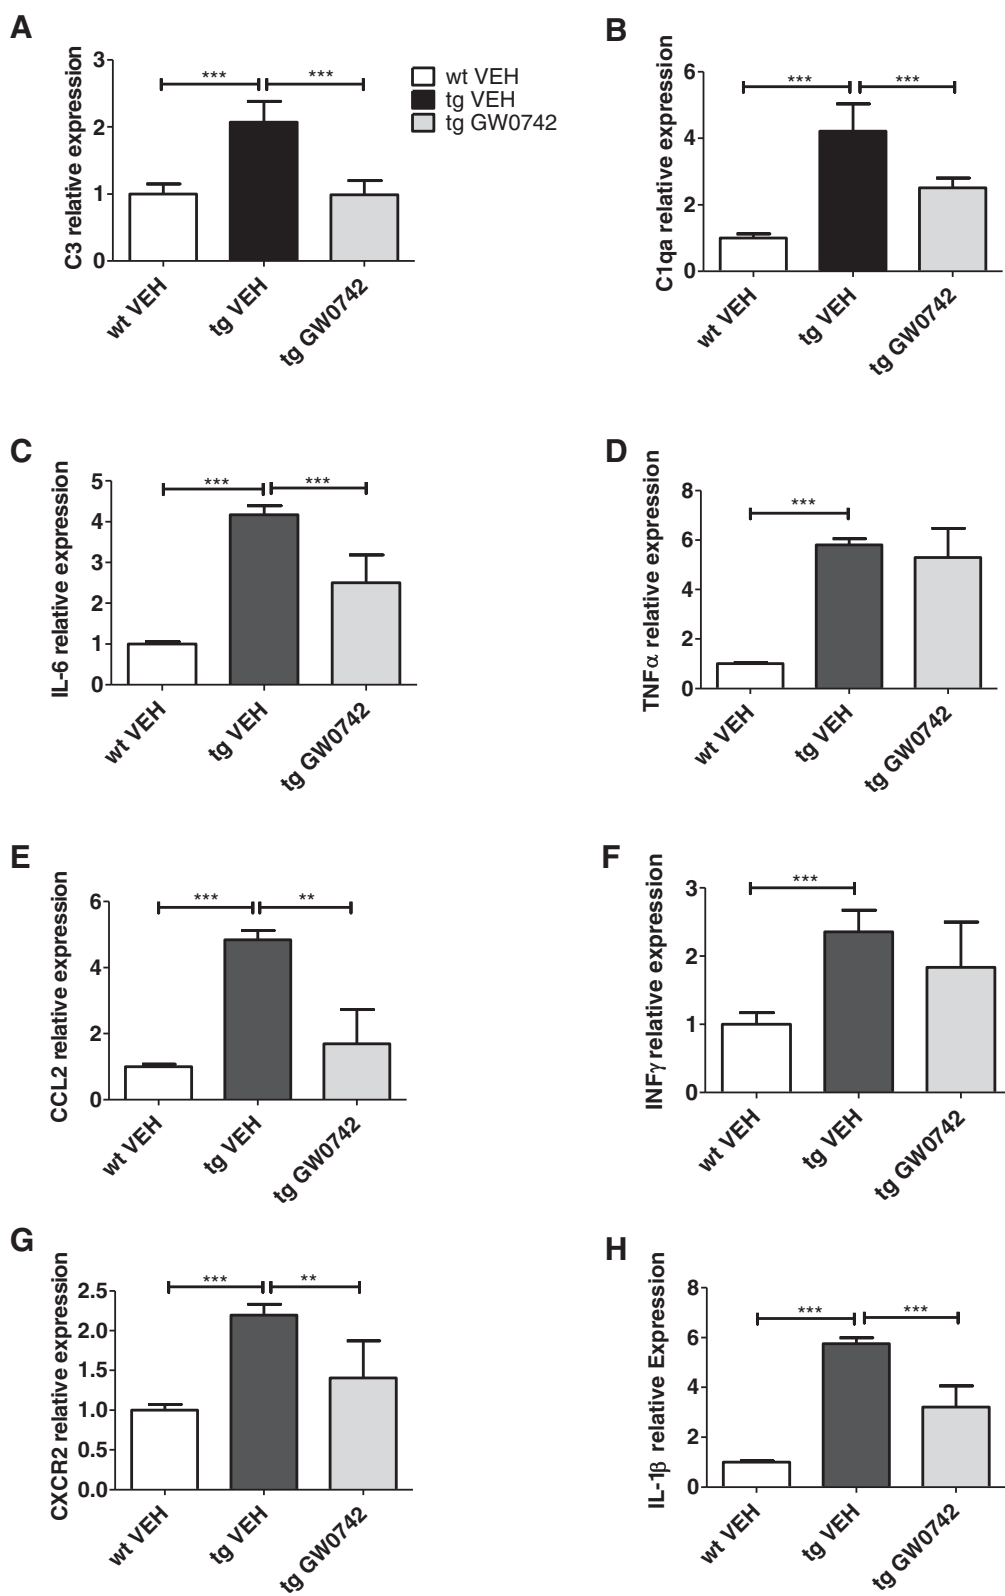 A
C3 relative expression
3
2
1
0
***
***
wt VEH
tg VEH
tg GW0742
wt VEH
tg VEH
tg GW0742
B
C1qa relative expression
6
4
2
0
***
***
wt VEH
tg VEH
tg GW0742
C
IL-6 relative expression
5
4
3
2
1
0
***
***
wt VEH
tg VEH
tg GW0742
D
TNFα relative expression
8
6
4
2
0
***
wt VEH
tg VEH
tg GW0742
E
CCL2 relative expression
6
4
2
0
***
**
wt VEH
tg VEH
tg GW0742
F
INFγ relative expression
3
2
1
0
***
wt VEH
tg VEH
tg GW0742
G
CXCR2 relative expression
2.5
2.0
1.5
1.0
0.5
0.0
***
**
wt VEH
tg VEH
tg GW0742
H
IL-1β relative Expression
8
6
4
2
0
***
***
wt VEH
tg VEH
tg GW0742